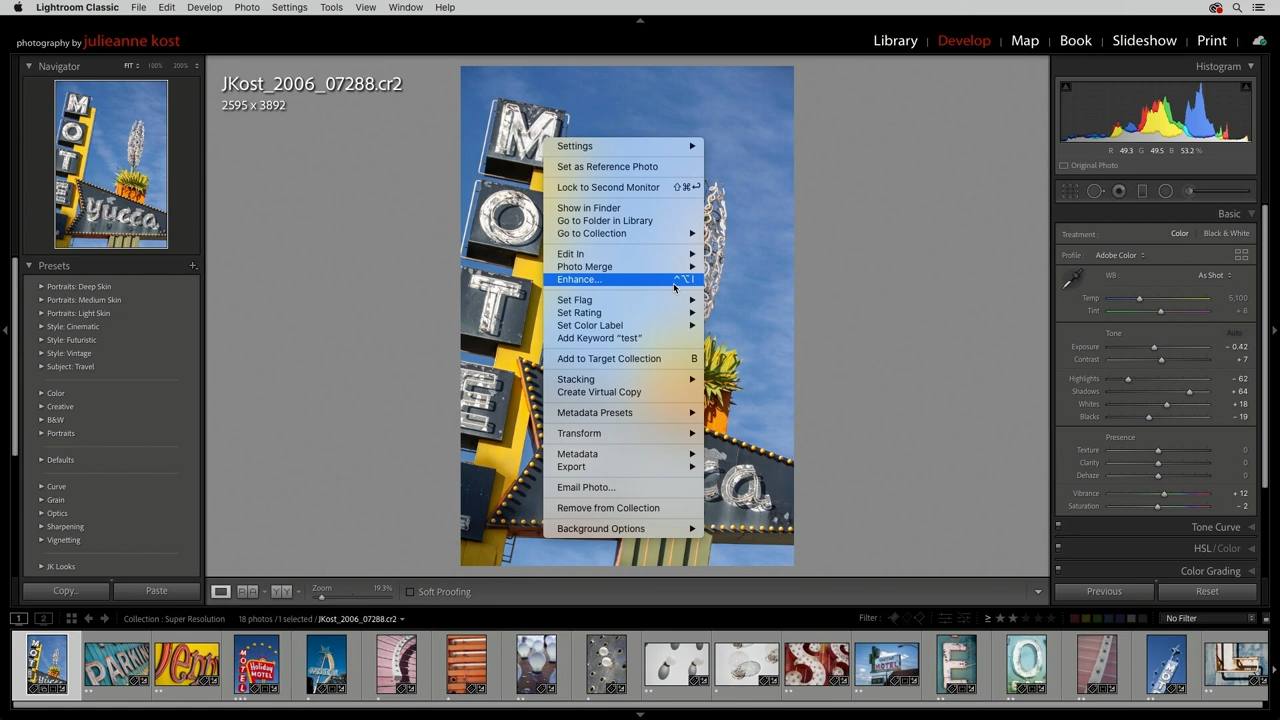 Lightroom Classic File Edit Develop Photo Settings Tools View Window Help
photography by julieanne kost
Library | Develop | Map | Book | Slideshow | Print
Navigator FIT 100% 200%
JKost_2006_07288.cr2
2595 x 3892
Histogram
R 49.3 G 49.5 B 53.2 %
Original Photo
MOTEL
yucca
M
O
T
E
ca
Presets +
Portraits: Deep Skin
Portraits: Medium Skin
Portraits: Light Skin
Style: Cinematic
Style: Futuristic
Style: Vintage
Subject: Travel
Color
Creative
B&W
Portraits
Defaults
Curve
Grain
Optics
Sharpening
Vignetting
JK Looks
Copy... Paste
Settings
Set as Reference Photo
Lock to Second Monitor ⇧⌘↩
Show in Finder
Go to Folder in Library
Go to Collection
Edit In
Photo Merge
Enhance... ^⌥I
Set Flag
Set Rating
Set Color Label
Add Keyword “test”
Add to Target Collection B
Stacking
Create Virtual Copy
Metadata Presets
Transform
Metadata
Export
Email Photo...
Remove from Collection
Background Options
Basic
Treatment: Color Black & White
Profile: Adobe Color
WB: As Shot
Temp 5,100
Tint + 8
Tone Auto
Exposure – 0.42
Contrast + 7
Highlights – 62
Shadows + 64
Whites + 18
Blacks – 19
Presence
Texture 0
Clarity 0
Dehaze 0
Vibrance + 12
Saturation – 2
Tone Curve
HSL / Color
Color Grading
Previous Reset
Zoom 19.3% Soft Proofing
1 2 Collection : Super Resolution 18 photos / 1 selected / JKost_2006_07288.cr2 Filter : ≥ No Filter